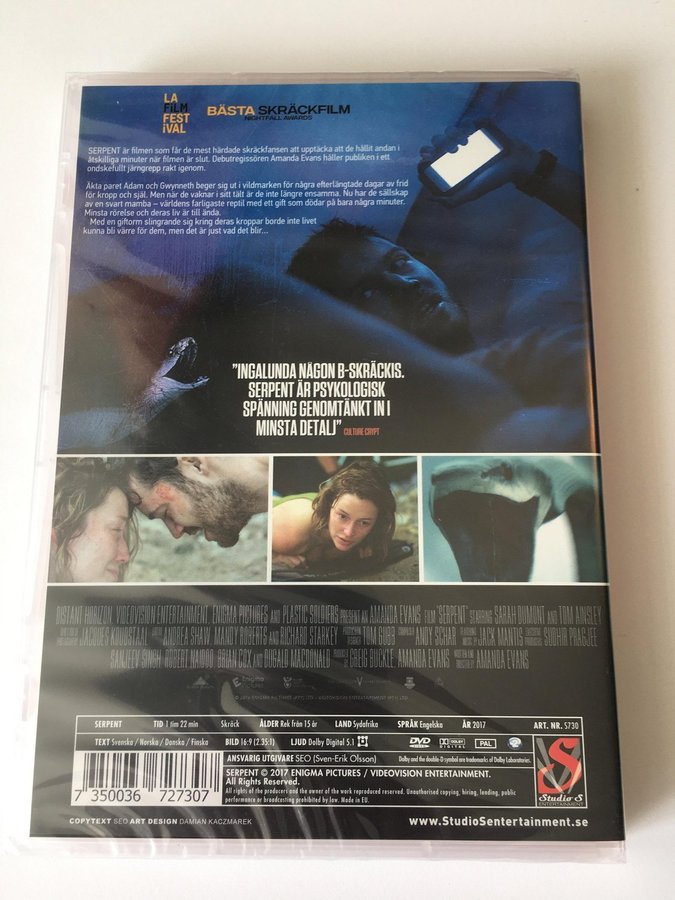 LA
FiLM
FEST
iVAL
BÄSTA SKRÄCKFILM
NIGHTFALL AWARDS
SERPENT är filmen som får de mest härdade skräckfansen att upptäcka att de hållit andan i
åtskilliga minuter när filmen är slut. Debutregissören Amanda Evans håller publiken i ett
ondskefullt järngrepp rakt igenom.
Äkta paret Adam och Gwynneth beger sig ut i vildmarken för några efterlängtade dagar av frid
för kropp och själ. Men när de vaknar i sitt tält är de inte längre ensamma. Nu har de sällskap
av en svart mamba – världens farligaste reptil med ett gift som dödar på bara några minuter.
Minsta rörelse och deras liv är till ända.
Med en giftorm slingrande sig kring deras kroppar borde inte livet
kunna bli värre för dem, men det är just vad det blir...
"INGALUNDA NÅGON B-SKRÄCKIS.
SERPENT ÄR PSYKOLOGISK
SPÄNNING GENOMTÄNKT IN I
MINSTA DETALJ" CULTURE CRYPT
DISTANT HORIZON, VIDEOVISION ENTERTAINMENT, ENIGMA PICTURES AND PLASTIC SOLDIERS PRESENT AN AMANDA EVANS FILM "SERPENT" STARRING SARAH DUMONT AND TOM AINSLEY
ANDREA SHAW MANDY ROBERTS AND RICHARD STARKEY TOM GUBB ANDY SCHAR JACK MANTIS SUDHIR PRAGJEE
SANJEEV SINGH ROBERT NAIDOO BRIAN COX AND DUGALD MACDONALD GREIG BUCKLE AMANDA EVANS AMANDA EVANS
SERPENT TID 1 tim 22 min Skräck ÅLDER Rek från 15 år LAND Sydafrika SPRÅK Engelska ÅR 2017 ART. NR. 5730
TEXT Svenska / Norska / Danska / Finska BILD 16:9 (2.35:1) LJUD Dolby Digital 5.1 DVD DOLBY DIGITAL PAL 2
ANSVARIG UTGIVARE SEO (Sven-Erik Olsson) Dolby and the double-D symbol are trademarks of Dolby Laboratories.
SERPENT © 2017 ENIGMA PICTURES / VIDEOVISION ENTERTAINMENT.
All Rights Reserved.
All rights of the producers and the owner of the work reproduced reserved. Unauthorised copying, hiring, lending, public
performance or broadcasting prohibited by law. Made in EU.
7 350036 727307
Studio S
ENTERTAINMENT
COPYTEXT SEO ART DESIGN DAMIAN KACZMAREK
www.StudioSentertainment.se